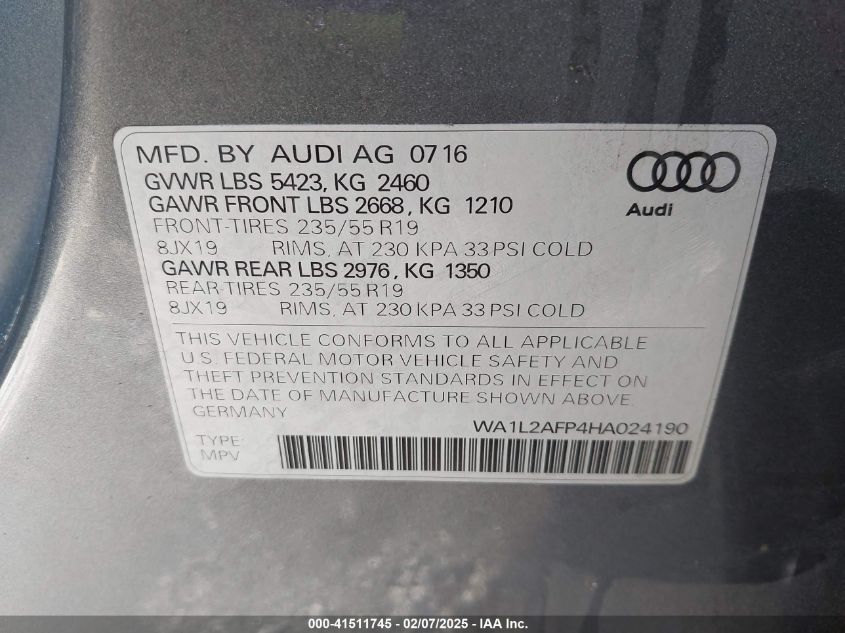 MFD. BY AUDI AG 0716
GVWR LBS 5423, KG 2460
GAWR FRONT LBS 2668, KG 1210
FRONT-TIRES 235/55 R19
8JX19 RIMS, AT 230 KPA 33 PSI COLD
GAWR REAR LBS 2976, KG 1350
REAR-TIRES 235/55 R19
8JX19 RIMS, AT 230 KPA 33 PSI COLD
Audi
THIS VEHICLE CONFORMS TO ALL APPLICABLE
U.S. FEDERAL MOTOR VEHICLE SAFETY AND
THEFT PREVENTION STANDARDS IN EFFECT ON
THE DATE OF MANUFACTURE SHOWN ABOVE.
GERMANY
WA1L2AFP4HA024190
TYPE:
MPV
000-41511745 - 02/07/2025 - IAA Inc.